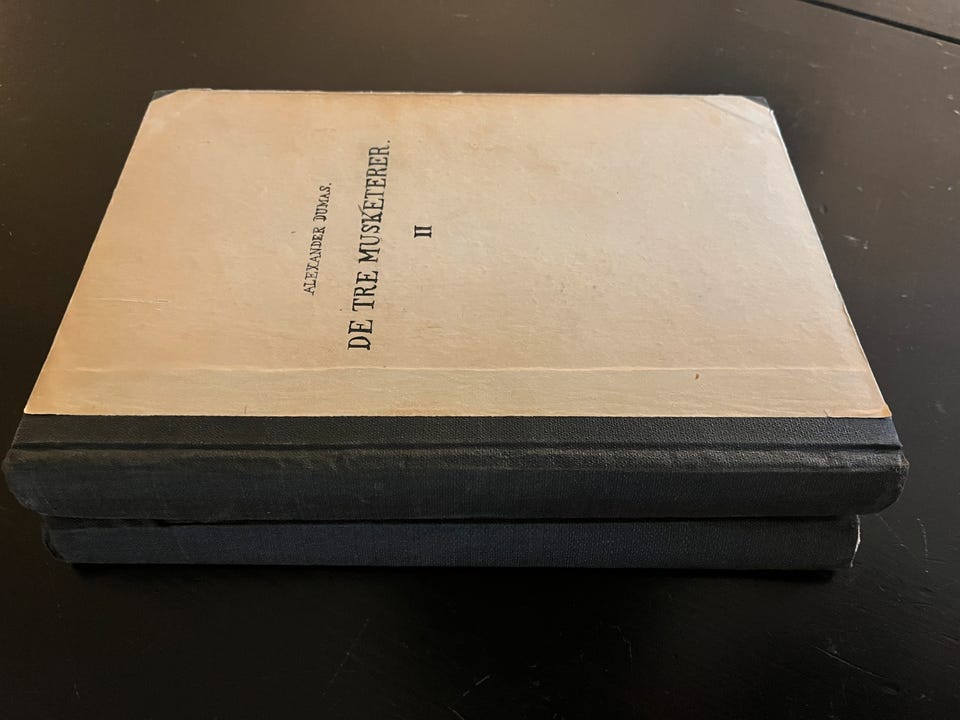 ALEXANDER DUMAS.
DE TRE MUSKETERER.
II